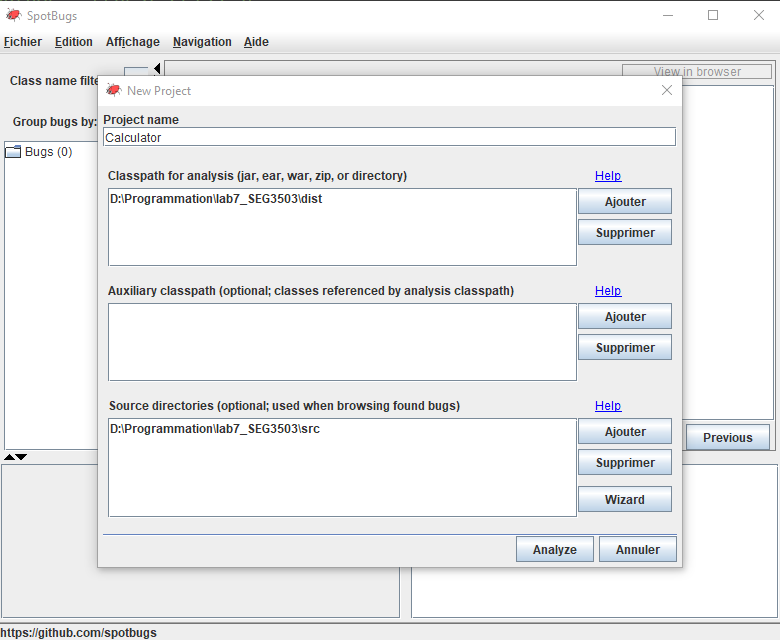 SpotBugs
Fichier Edition Affichage Navigation Aide
Class name filte
View in browser
Group bugs by:
Bugs (0)
New Project
Project name
Calculator
Classpath for analysis (jar, ear, war, zip, or directory) Help
D:\Programmation\lab7_SEG3503\dist
Ajouter
Supprimer
Auxiliary classpath (optional; classes referenced by analysis classpath) Help
Ajouter
Supprimer
Source directories (optional; used when browsing found bugs) Help
D:\Programmation\lab7_SEG3503\src
Ajouter
Supprimer
Wizard
Analyze Annuler
Previous
https://github.com/spotbugs